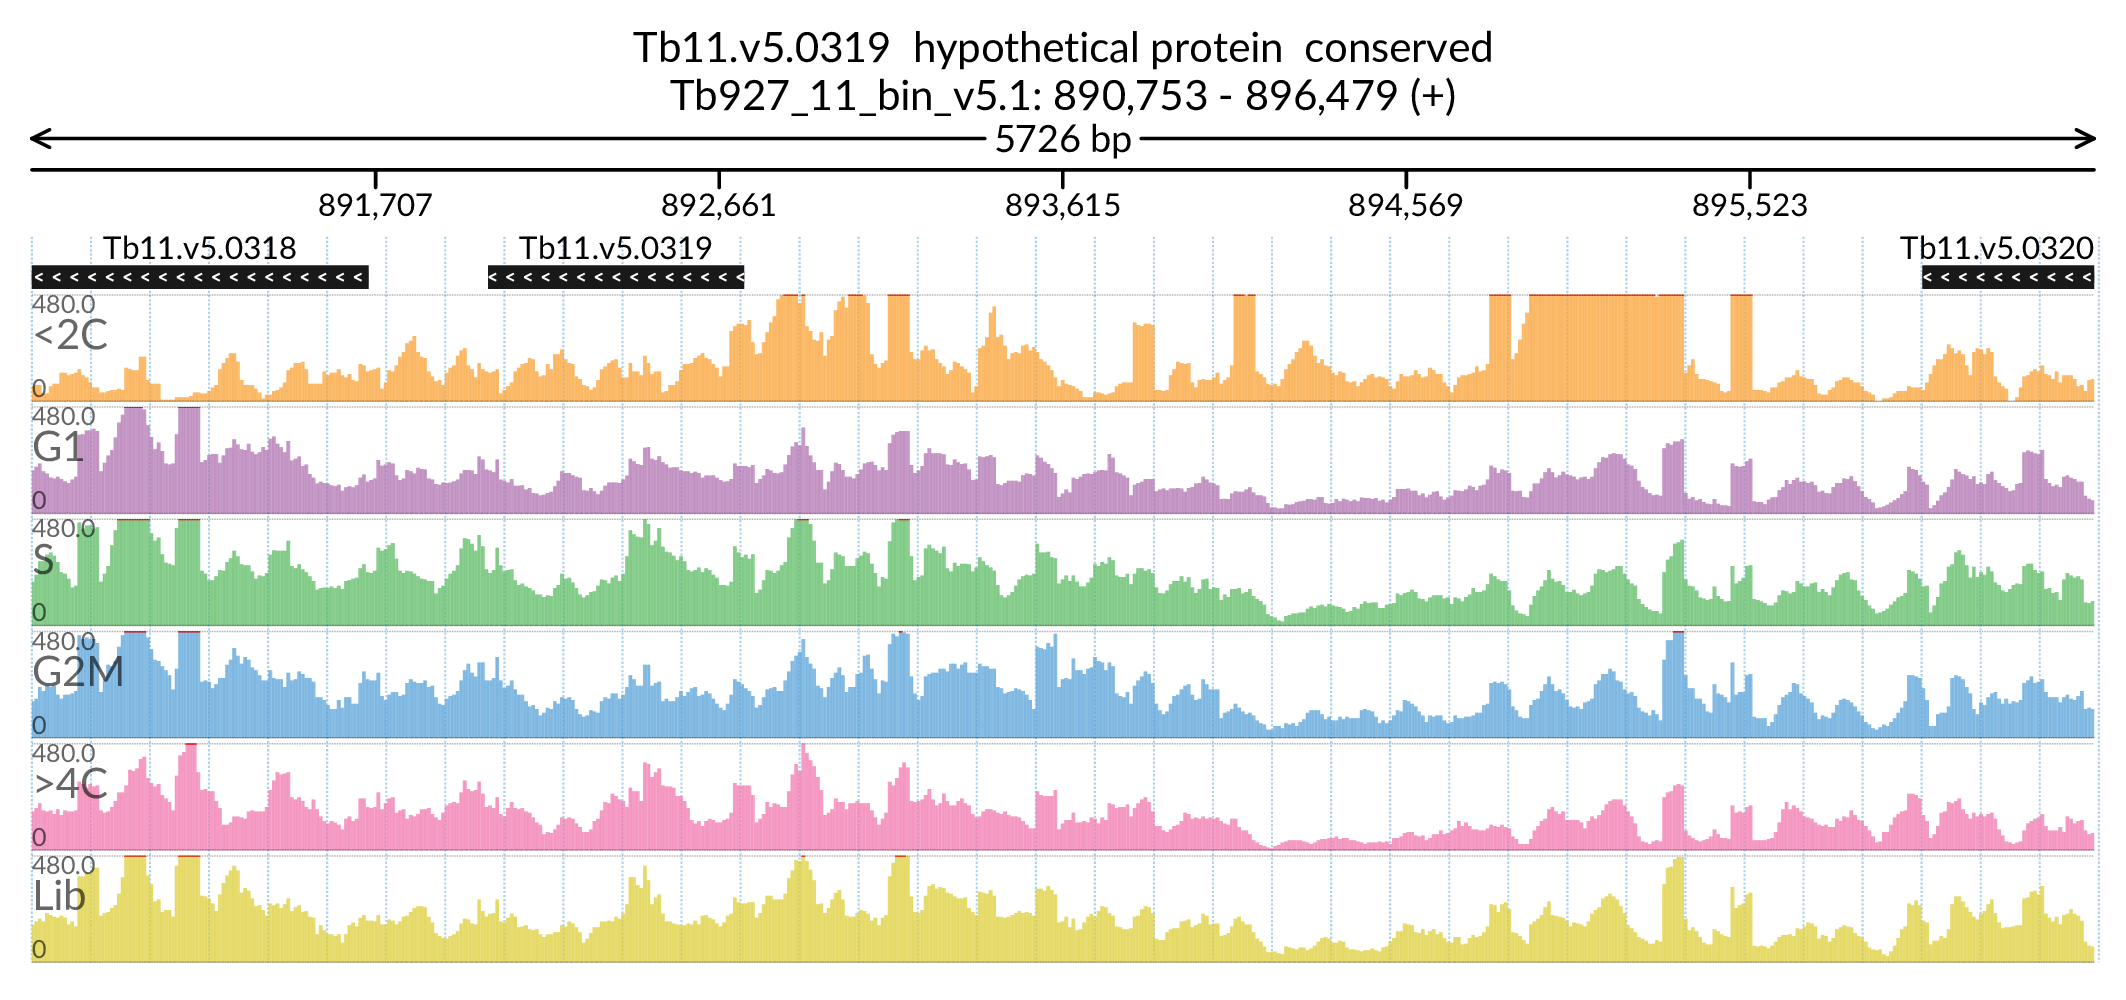 Tb11.v5.0319 hypothetical protein conserved
Tb927_11_bin_v5.1: 890,753 - 896,479 (+)
5726 bp
891,707 892,661 893,615 894,569 895,523
Tb11.v5.0318 Tb11.v5.0319 Tb11.v5.0320
480.0
<2C
0
480.0
G1
0
480.0
S
0
480.0
G2M
0
480.0
>4C
0
480.0
Lib
0